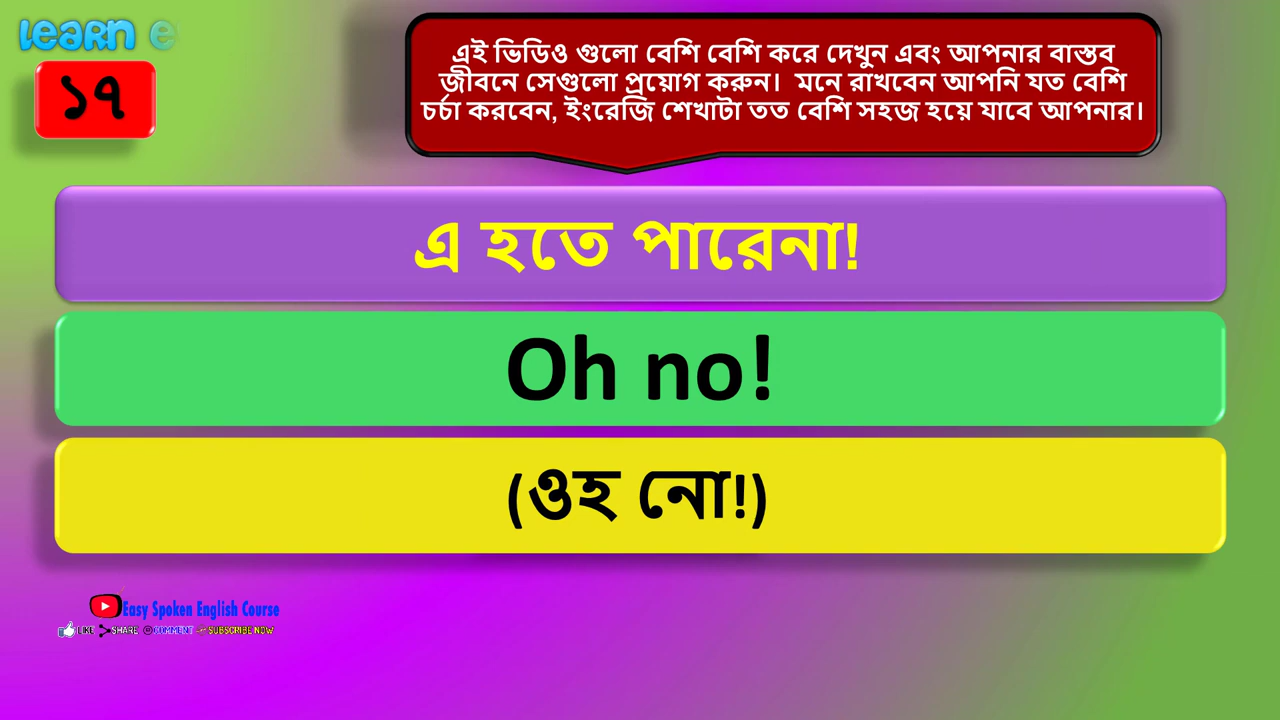 Learn e
১৭
এই ভিডিও গুলো বেশি বেশি করে দেখুন এবং আপনার বাস্তব
জীবনে সেগুলো প্রয়োগ করুন। মনে রাখবেন আপনি যত বেশি
চর্চা করবেন, ইংরেজি শেখাটা তত বেশি সহজ হয়ে যাবে আপনার।
এ হতে পারেনা!
Oh no!
(ওহ নো!)
Easy Spoken English Course
LIKE SHARE COMMENT SUBSCRIBE NOW